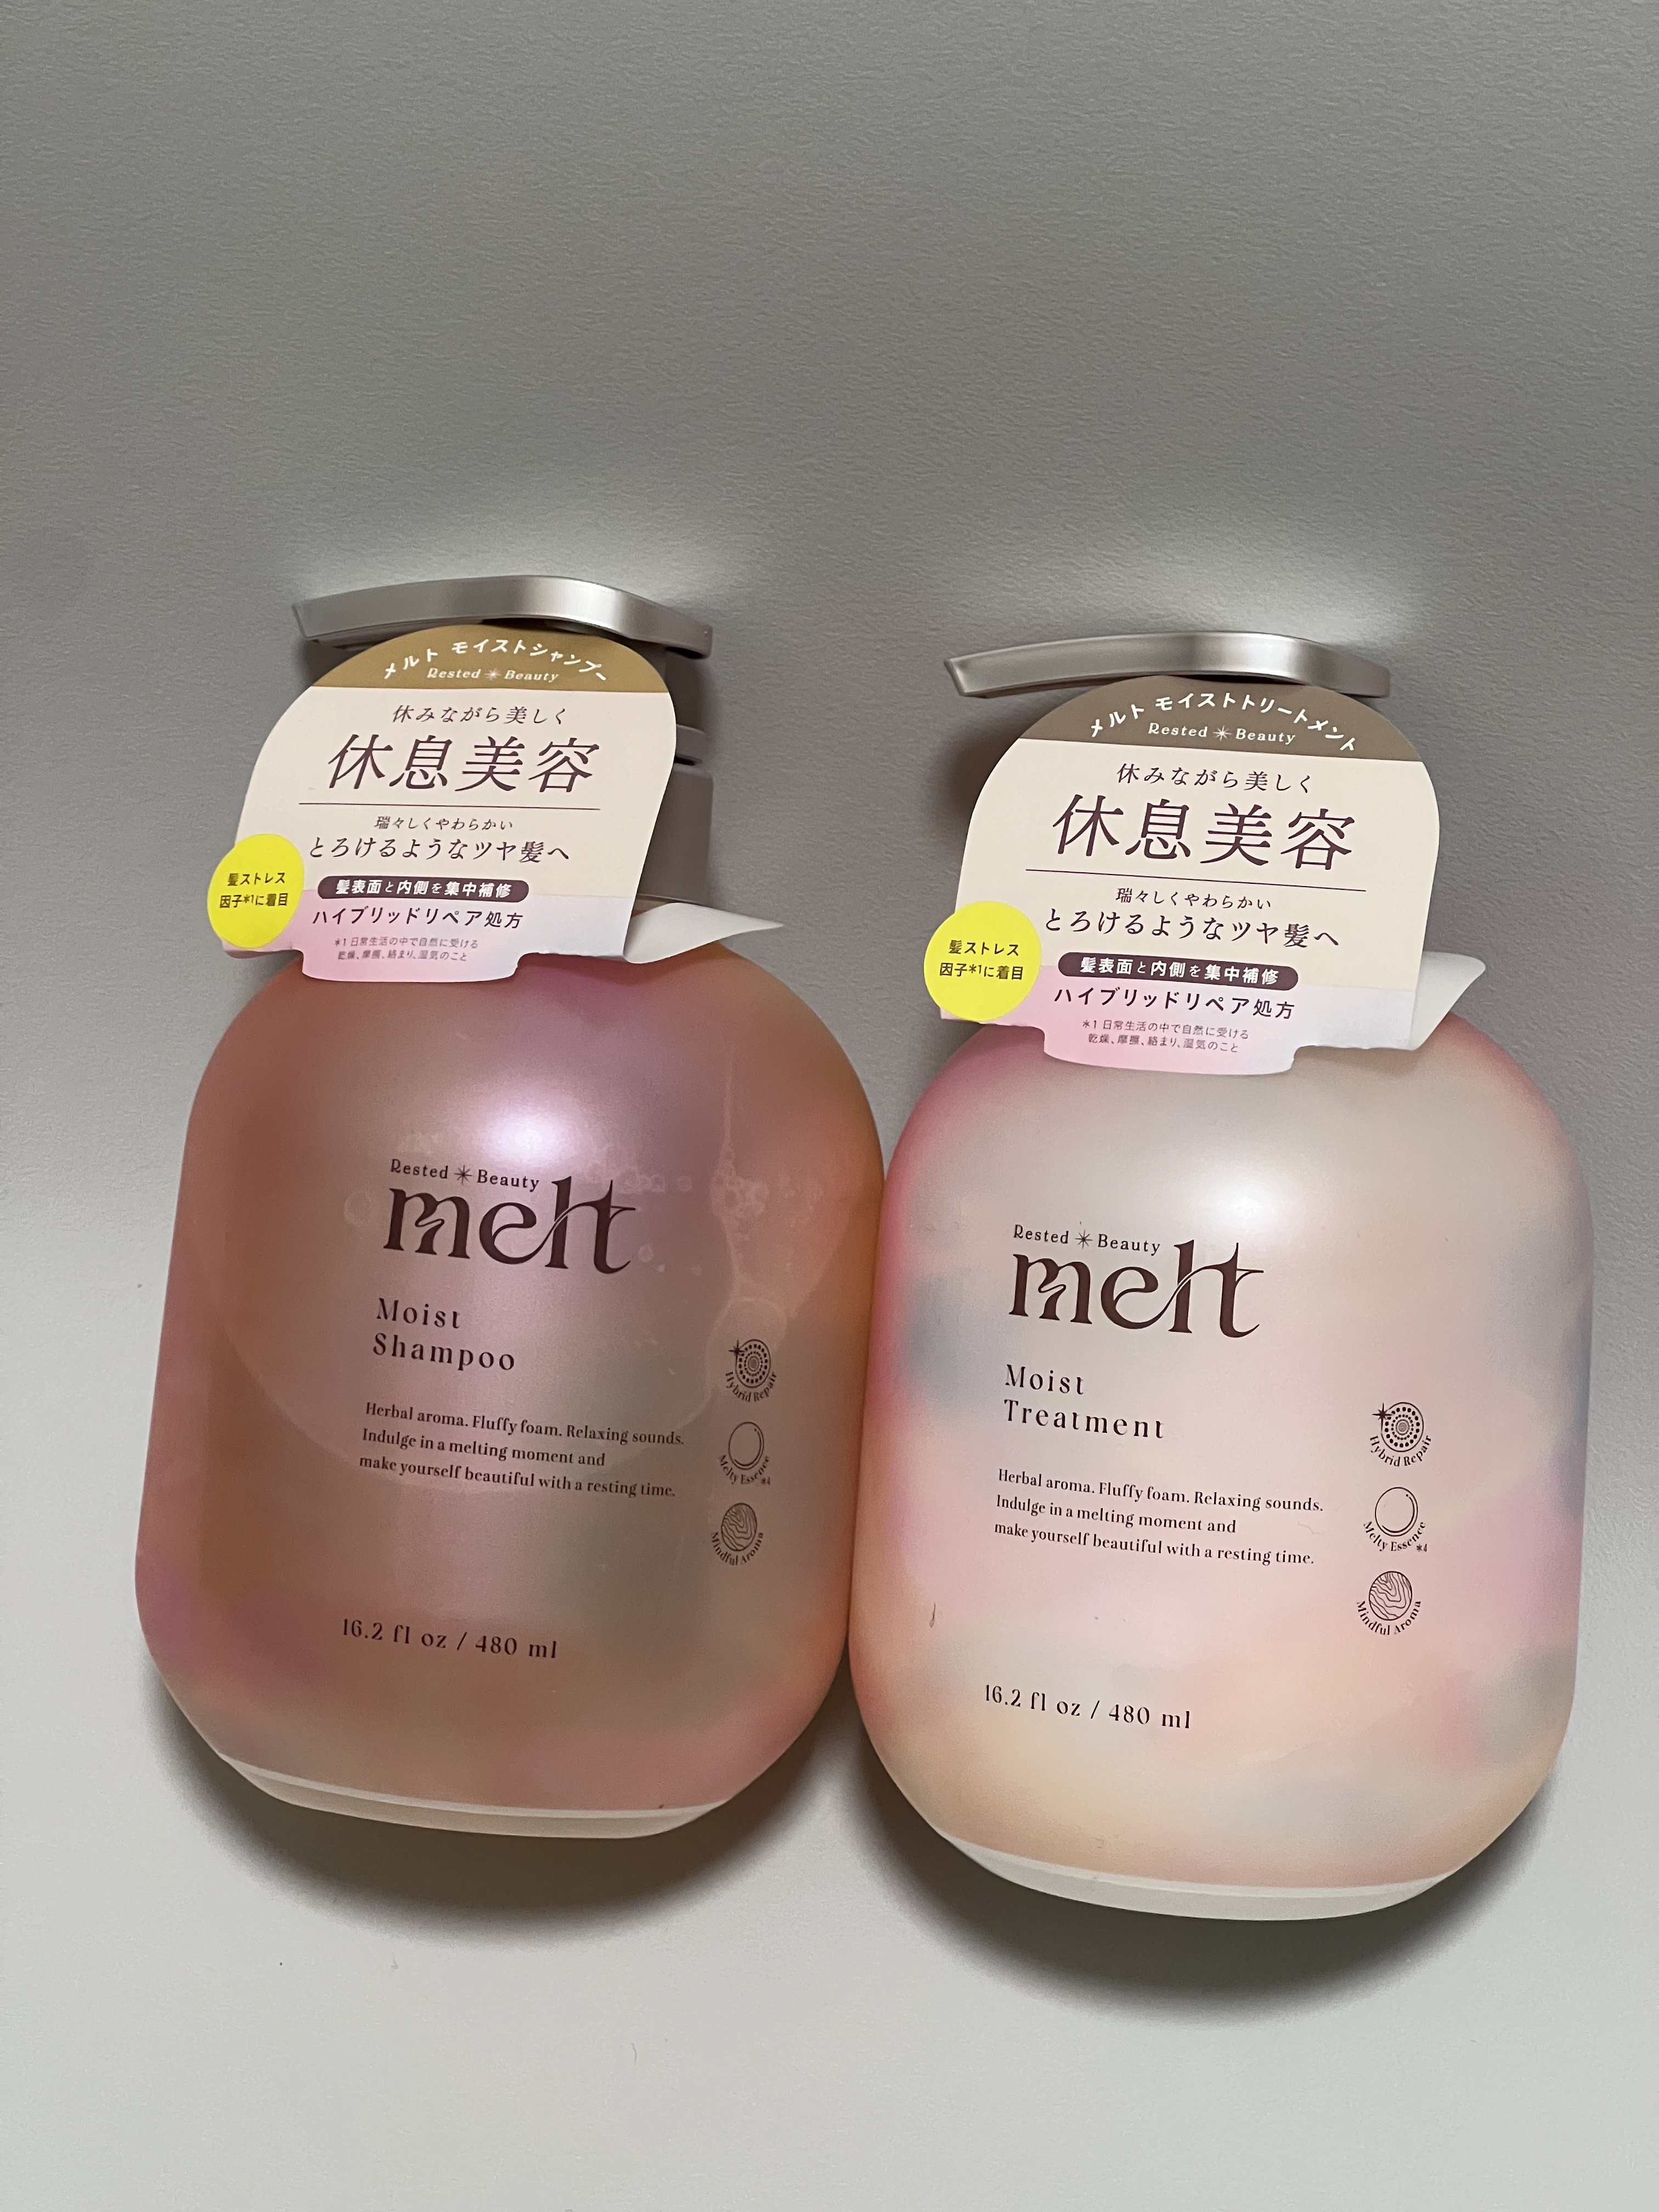 メルト モイストシャンプー
Rested Beauty
休みながら美しく
休息美容
瑞々しくやわらかい
とろけるようなツヤ髪へ
髪ストレス
因子*1に着目
髪表面と内側を集中補修
ハイブリッドリペア処方
*1 日常生活の中で自然に受ける
乾燥、摩擦、絡まり、湿気のこと
Rested Beauty
melt
Moist
Shampoo
Herbal aroma. Fluffy foam. Relaxing sounds.
Indulge in a melting moment and
make yourself beautiful with a resting time.
Hybrid Repair
Melty Essence *4
Mindful Aroma
16.2 fl oz / 480 ml
メルト モイストトリートメント
Rested Beauty
休みながら美しく
休息美容
瑞々しくやわらかい
とろけるようなツヤ髪へ
髪ストレス
因子*1に着目
髪表面と内側を集中補修
ハイブリッドリペア処方
*1 日常生活の中で自然に受ける
乾燥、摩擦、絡まり、湿気のこと
Rested Beauty
melt
Moist
Treatment
Herbal aroma. Fluffy foam. Relaxing sounds.
Indulge in a melting moment and
make yourself beautiful with a resting time.
Hybrid Repair
Melty Essence *4
Mindful Aroma
16.2 fl oz / 480 ml